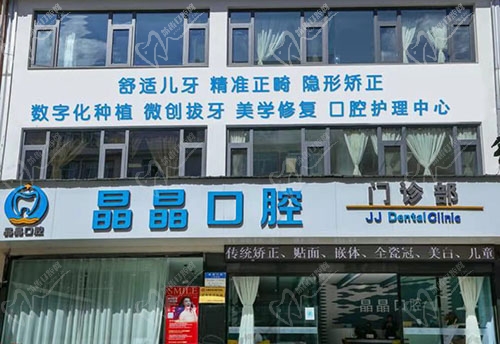 舒适儿牙 精准正畸 隐形矫正
数字化种植 微创拔牙 美学修复 口腔护理中心
晶晶口腔
晶晶口腔
门诊部
JJ Dental Clinic
传统矫正、贴面、嵌体、全瓷冠、美白、儿童
SMILE
晶晶口腔